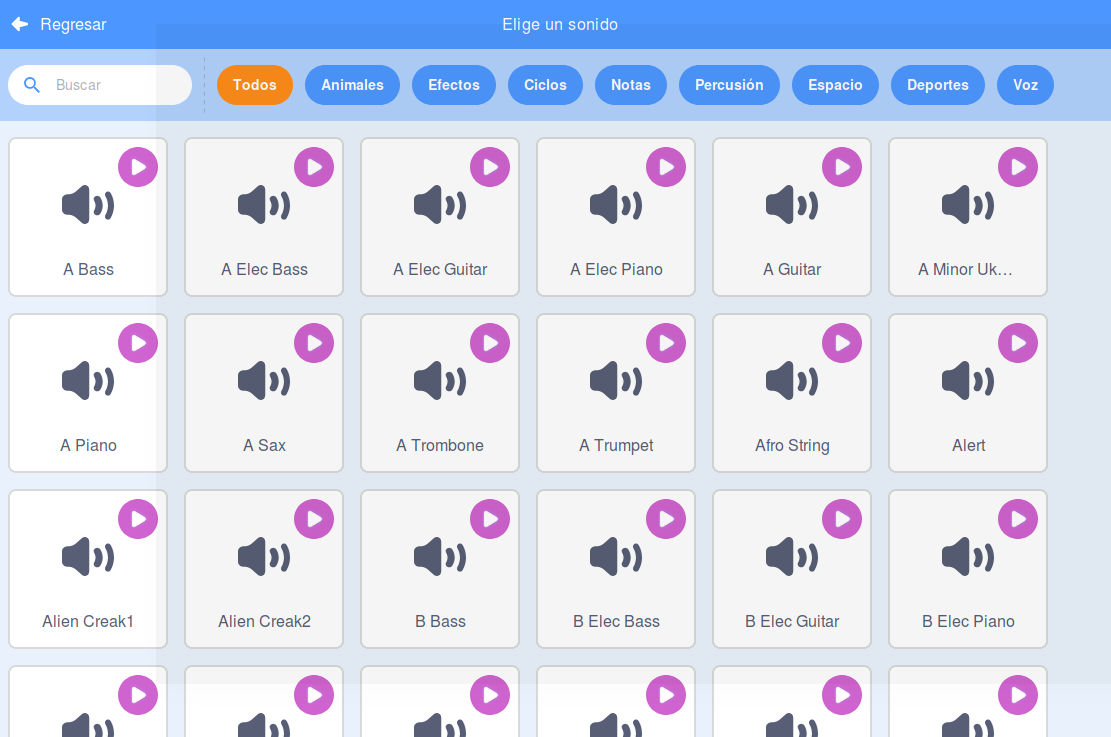 Regresar
Elige un sonido
Buscar
Todos
Animales
Efectos
Ciclos
Notas
Percusión
Espacio
Deportes
Voz
A Bass
A Elec Bass
A Elec Guitar
A Elec Piano
A Guitar
A Minor Uk…
A Piano
A Sax
A Trombone
A Trumpet
Afro String
Alert
Alien Creak1
Alien Creak2
B Bass
B Elec Bass
B Elec Guitar
B Elec Piano